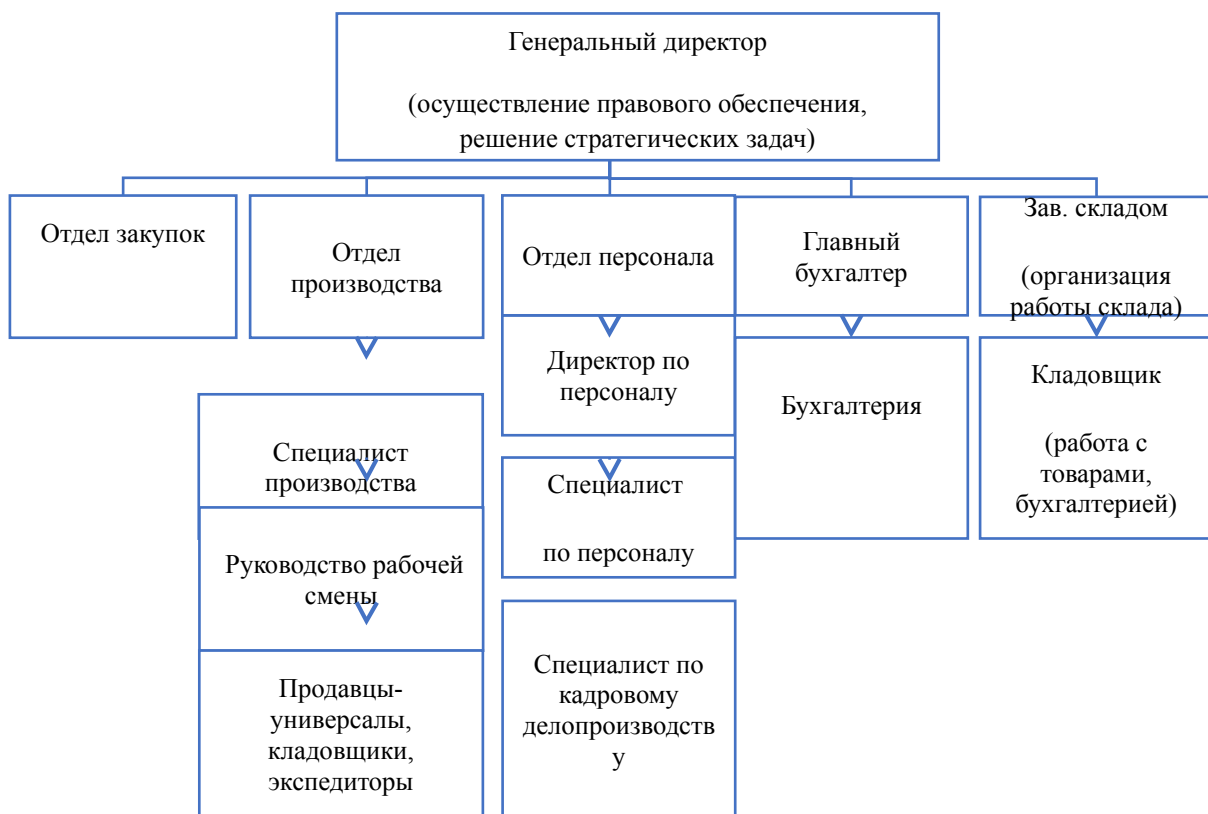 Генеральный директор
(осуществление правового обеспечения,
решение стратегических задач)
Отдел закупок
Отдел
производства
Отдел персонала
Главный
бухгалтер
Зав. складом
(организация
работы склада)
Директор по
персоналу
Бухгалтерия
Кладовщик
(работа с
товарами,
бухгалтерией)
Специалист
производства
Специалист
по персоналу
Руководство рабочей
смены
Продавцы-
универсалы,
кладовщики,
экспедиторы
Специалист по
кадровому
делопроизводств
у